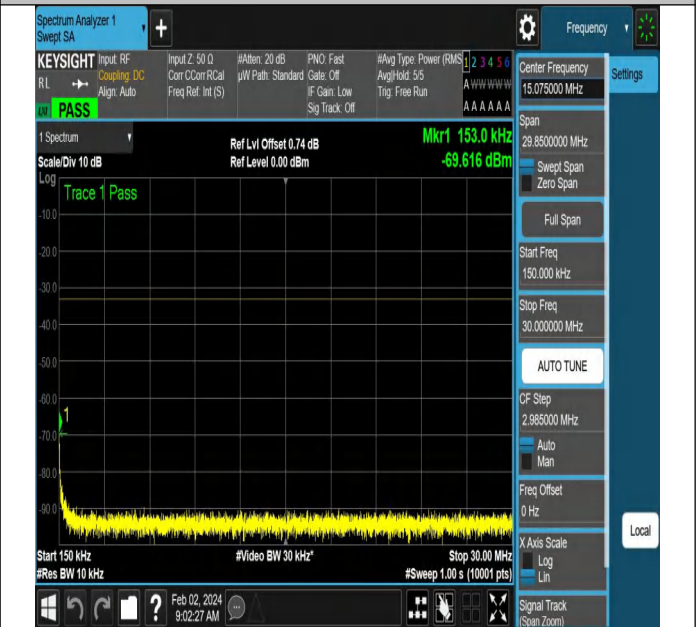 Spectrum Analyzer 1
Swept SA
+
Frequency
KEYSIGHT
RL
PASS
Input: RF
Coupling: DC
Align: Auto
Input Z: 50 Ω
Corr CCorr RCal
Freq Ref: Int (S)
#Atten: 20 dB
µW Path: Standard
PNO: Fast
Gate: Off
IF Gain: Low
Sig Track: Off
#Avg Type: Power (RMS
Avg|Hold: 5/5
Trig: Free Run
1 2 3 4 5 6
A W W W W W
A A A A A A
1 Spectrum
Scale/Div 10 dB
Ref Lvl Offset 0.74 dB
Ref Level 0.00 dBm
Mkr1 153.0 kHz
-69.616 dBm
Log
Trace 1 Pass
-10.0
-20.0
-30.0
-40.0
-50.0
-60.0
1
-70.0
-80.0
-90.0
Start 150 kHz
#Video BW 30 kHz*
Stop 30.00 MHz
#Res BW 10 kHz
#Sweep 1.00 s (10001 pts)
Feb 02, 2024
9:02:27 AM
?
Center Frequency
15.075000 MHz
Settings
Span
29.8500000 MHz
Swept Span
Zero Span
Full Span
Start Freq
150.000 kHz
Stop Freq
30.000000 MHz
AUTO TUNE
CF Step
2.985000 MHz
Auto
Man
Freq Offset
0 Hz
Local
X Axis Scale
Log
Lin
Signal Track
(Span Zoom)